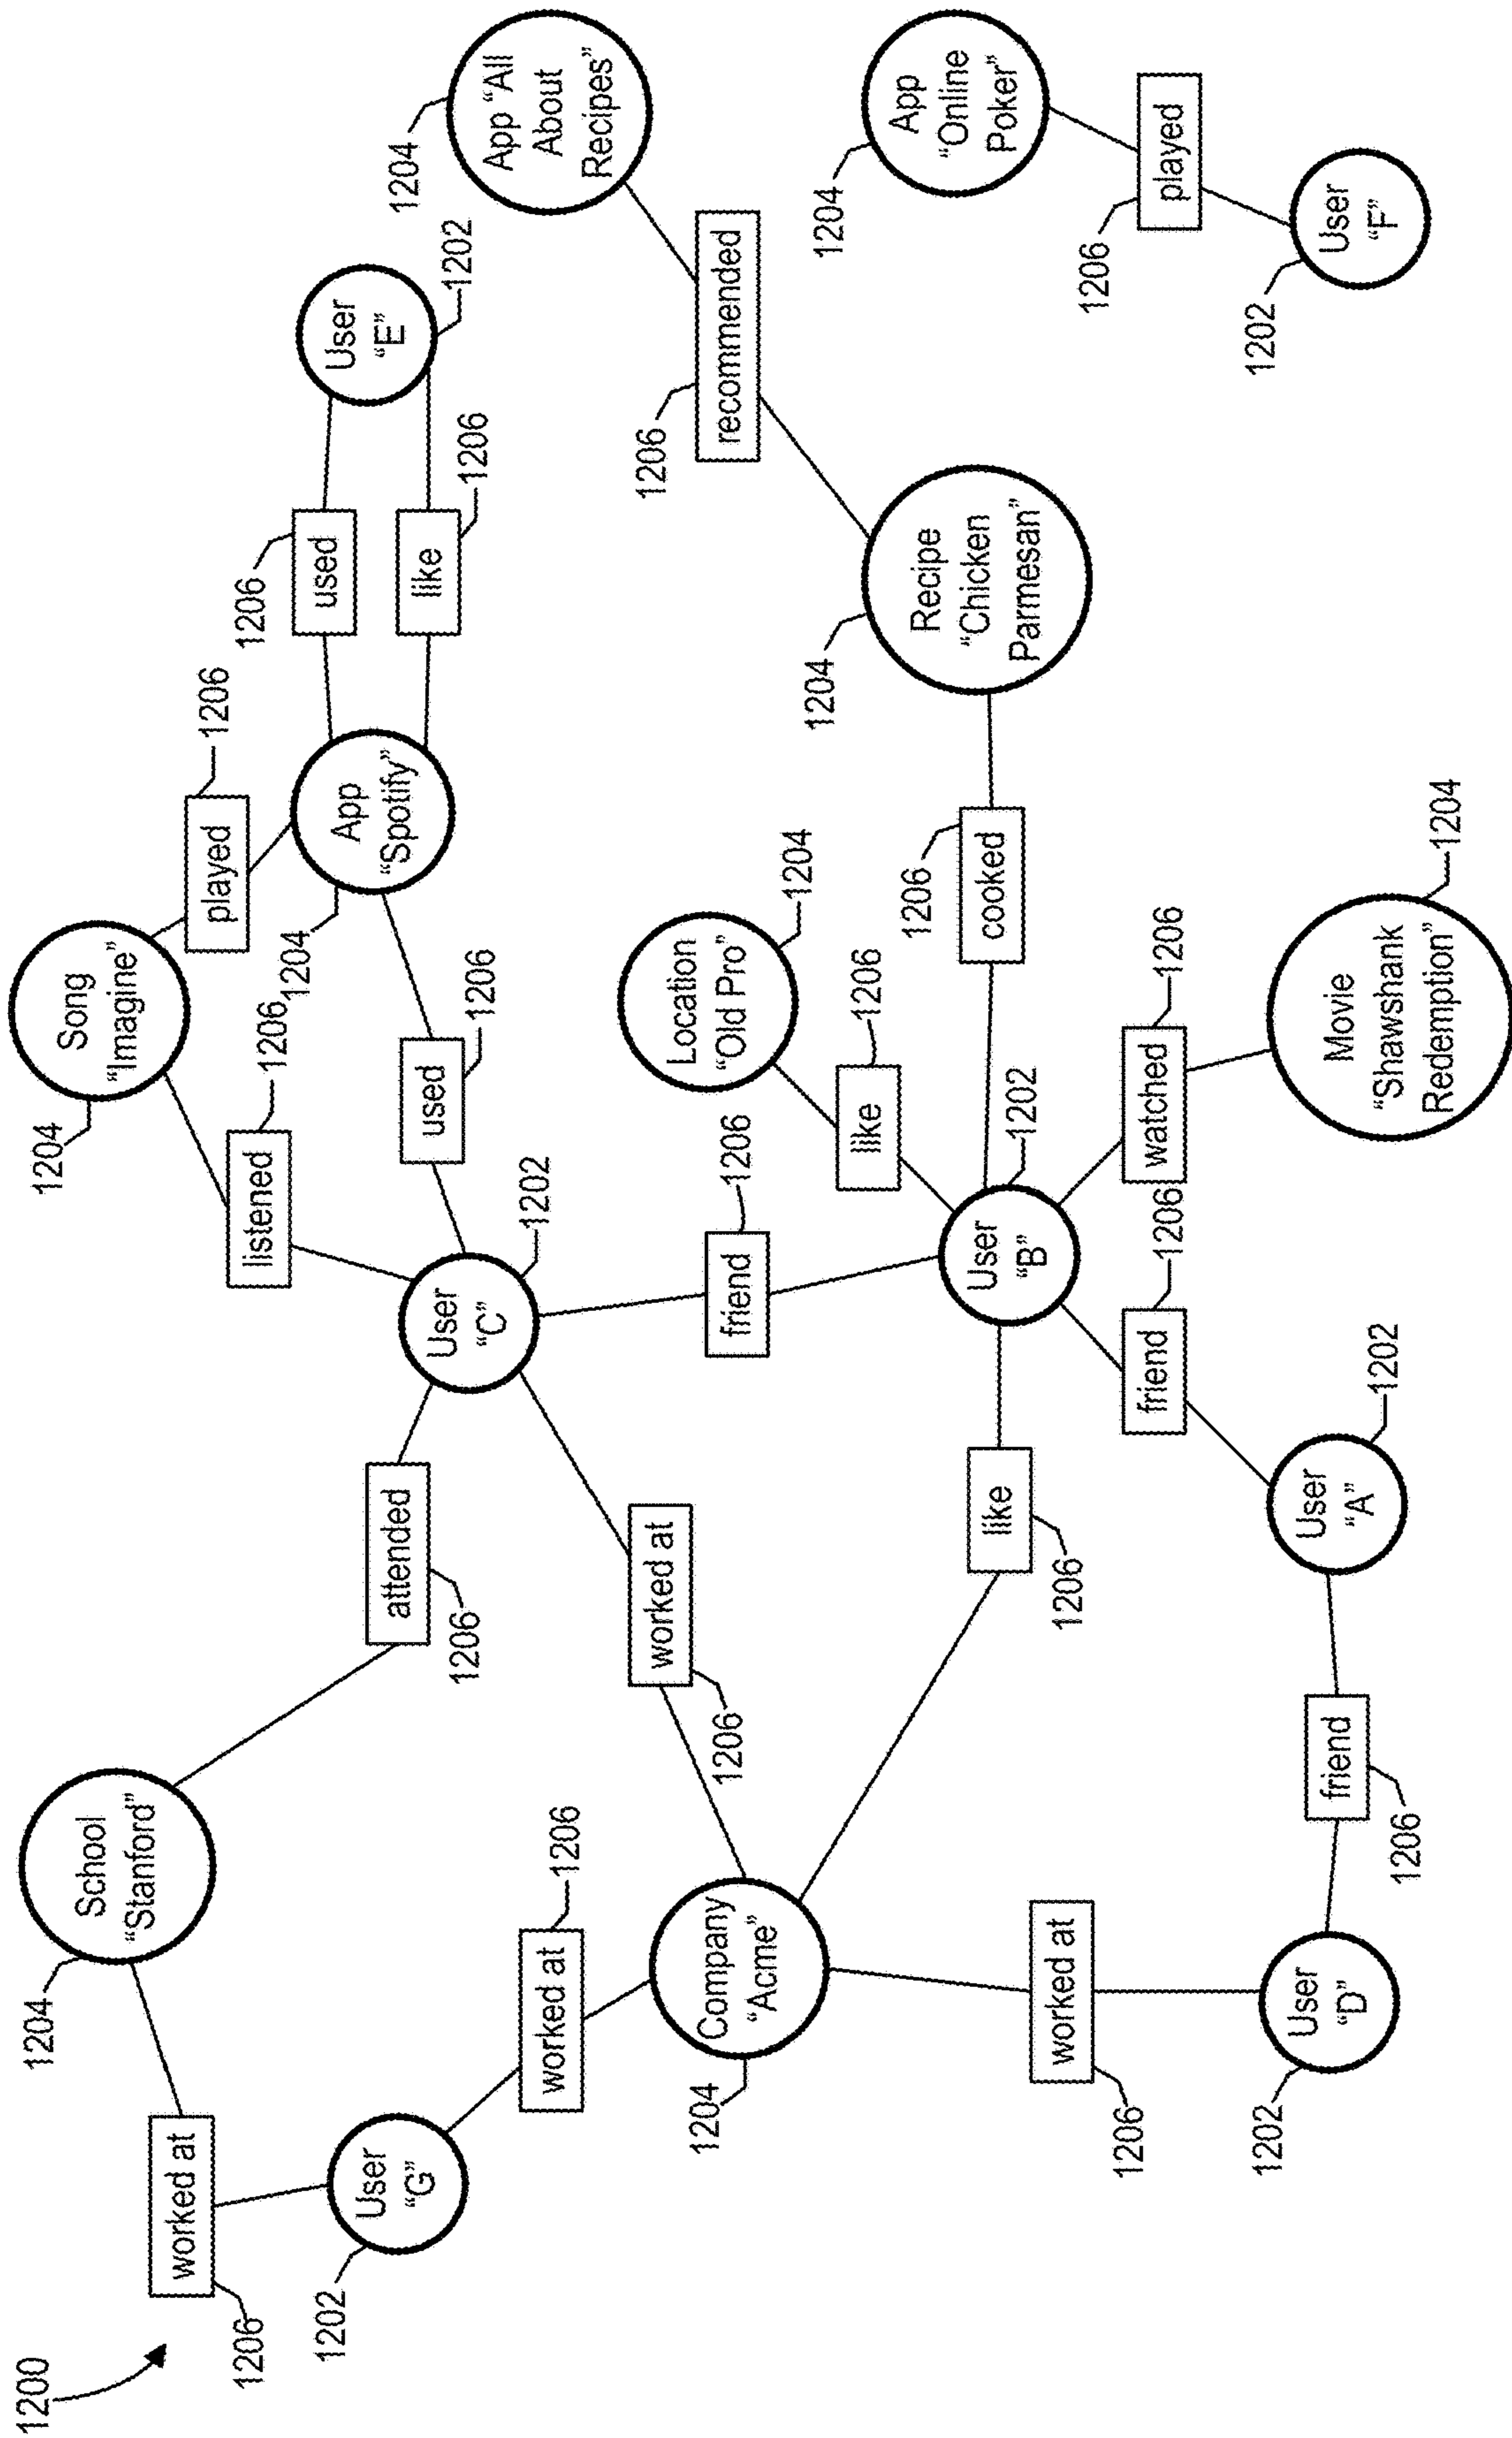 1200
1206
worked at
1204
School
“Stanford”
1206
attended
1204
Song
“Imagine”
1206
listened
1206
played
1206
1206
used
1206
like
User
“E”
1202
1202
User
“G”
1206
worked at
User
“C”
1202
1206
used
1204
App
“Spotify”
1204
App “All
About
Recipes”
1204
Company
“Acme”
1206
worked at
1206
friend
Location
“Old Pro”
1204
1206
like
1206
recommended
1206
like
User
“B”
1202
1206
cooked
1204
Recipe
“Chicken
Parmesan”
1204
App
“Online
Poker”
1206
worked at
1206
friend
1206
watched
1206
played
1202
User
“D”
1206
friend
User
“A”
1202
Movie
“Shawshank
Redemption”
1204
1202
User
“F”